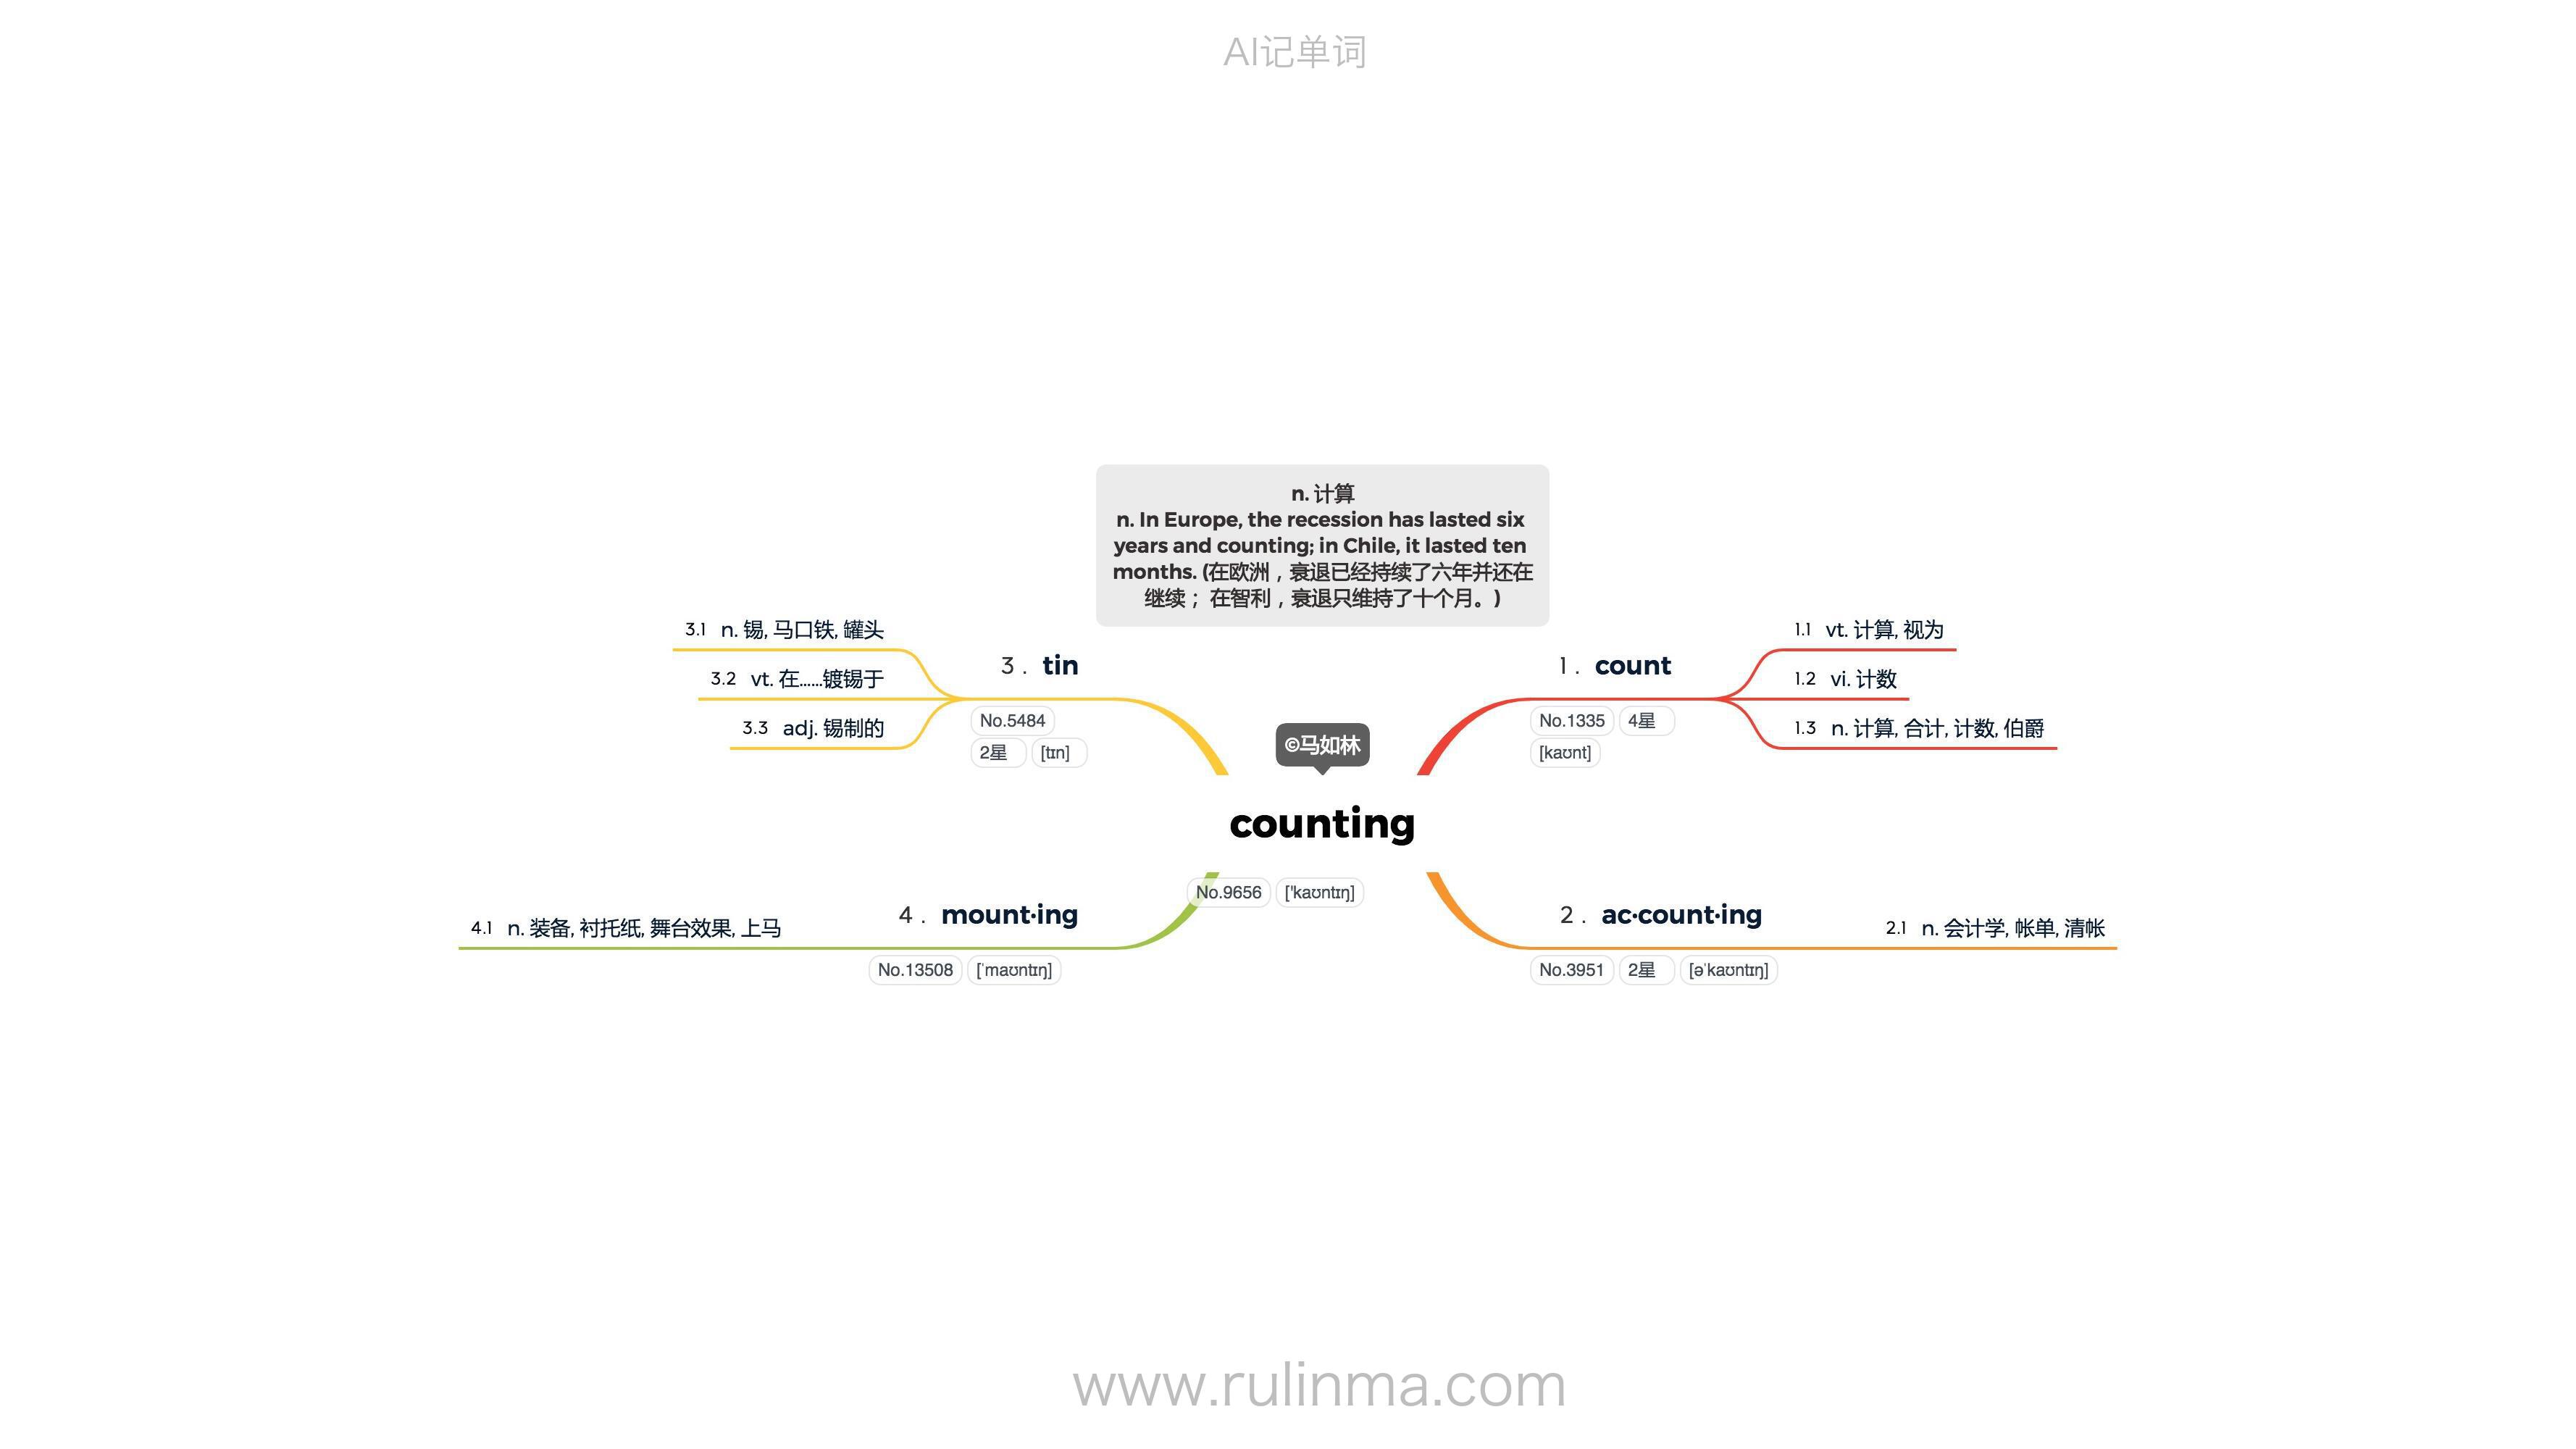 AI记单词
n. 计算
n. In Europe, the recession has lasted six
years and counting; in Chile, it lasted ten
months. (在欧洲，衰退已经持续了六年并还在
继续； 在智利，衰退只维持了十个月。)
©马如林
counting
No.9656 ['kaʊntɪŋ]
1 . count
No.1335 4星
[kaʊnt]
1.1 vt. 计算, 视为
1.2 vi. 计数
1.3 n. 计算, 合计, 计数, 伯爵
2 . ac·count·ing
No.3951 2星 [əˈkaʊntɪŋ]
2.1 n. 会计学, 帐单, 清帐
3 . tin
No.5484
2星 [tɪn]
3.1 n. 锡, 马口铁, 罐头
3.2 vt. 在……镀锡于
3.3 adj. 锡制的
4 . mount·ing
No.13508 [ˈmaʊntɪŋ]
4.1 n. 装备, 衬托纸, 舞台效果, 上马
www.rulinma.com